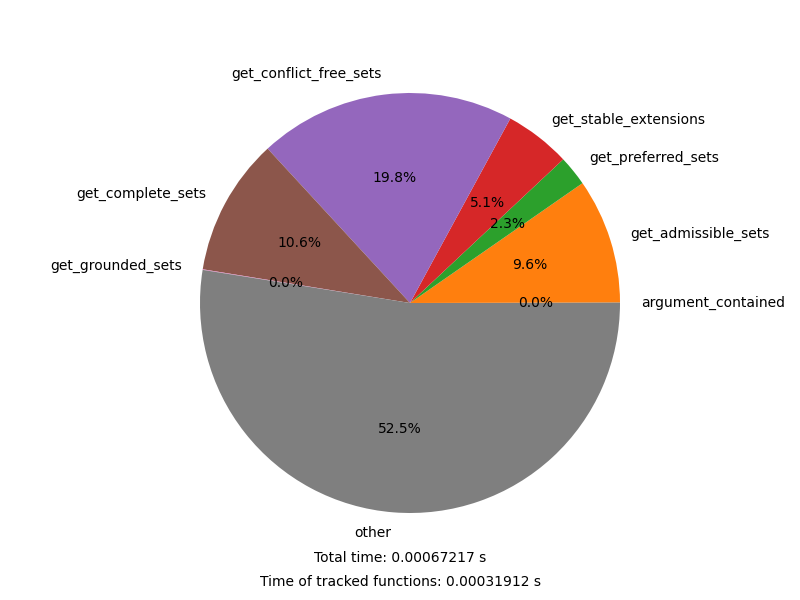 get_conflict_free_sets
get_stable_extensions
get_preferred_sets
19.8%
get_complete_sets
5.1%
2.3%
get_admissible_sets
10.6%
get_grounded_sets
9.6%
0.0%
0.0%
argument_contained
52.5%
other
Total time: 0.00067217 s
Time of tracked functions: 0.00031912 s